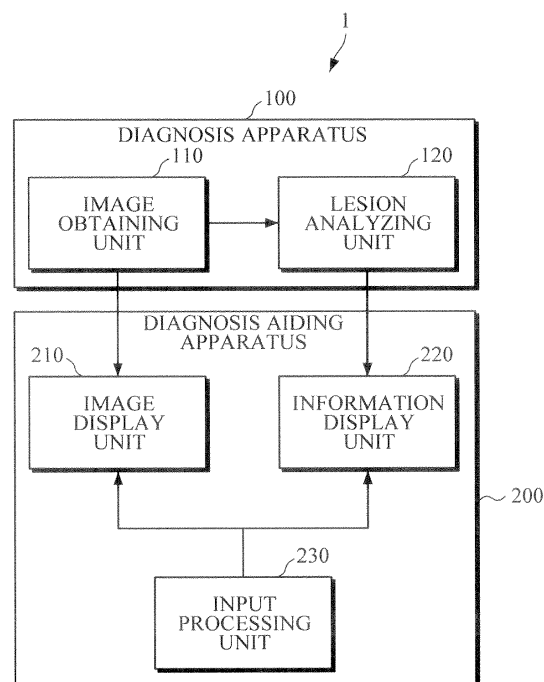 1
100
DIAGNOSIS APPARATUS
110
120
IMAGE
OBTAINING
UNIT
LESION
ANALYZING
UNIT
DIAGNOSIS AIDING
APPARATUS
210
220
IMAGE
DISPLAY
UNIT
INFORMATION
DISPLAY
UNIT
200
230
INPUT
PROCESSING
UNIT